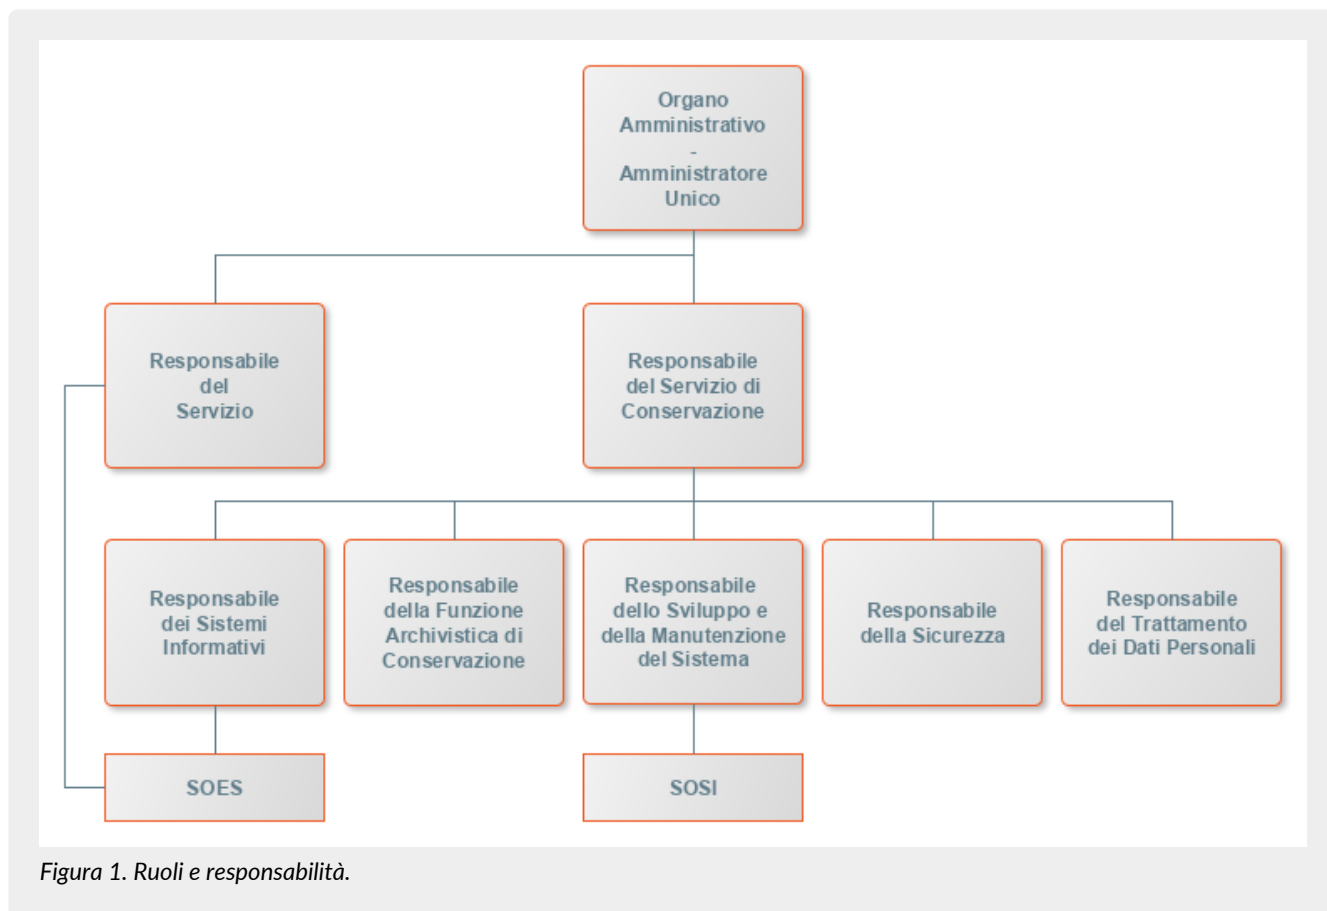 Organo
Amministrativo
-
Amministratore
Unico
Responsabile
del
Servizio
Responsabile
del Servizio di
Conservazione
Responsabile
dei Sistemi
Informativi
Responsabile
della Funzione
Archivistica di
Conservazione
Responsabile
dello Sviluppo e
della Manutenzione
del Sistema
Responsabile
della Sicurezza
Responsabile
del Trattamento
dei Dati Personali
SOES
SOSI
Figura 1. Ruoli e responsabilità.